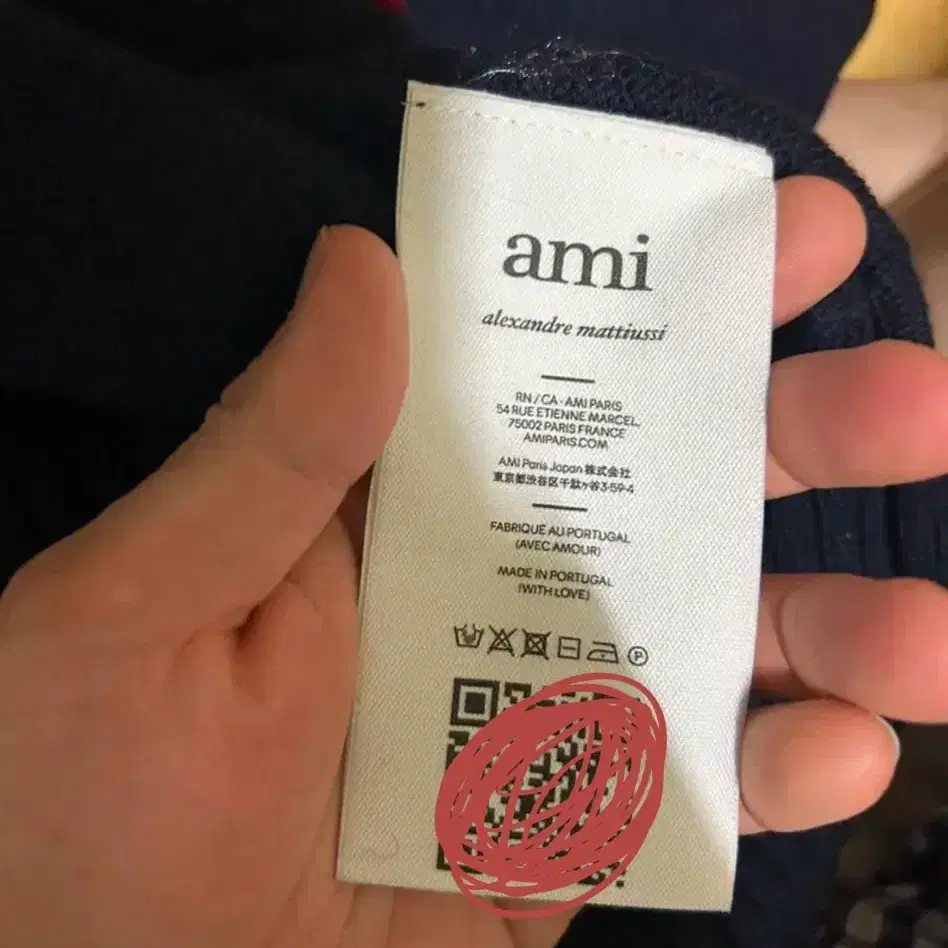 ami
alexandre mattiussi
RN / CA - AMI PARIS
54 RUE ETIENNE MARCEL,
75002 PARIS FRANCE
AMIPARIS.COM
AMI Paris Japan 株式会社
東京都渋谷区千駄ヶ谷3-59-4
FABRIQUE AU PORTUGAL
(AVEC AMOUR)
MADE IN PORTUGAL
(WITH LOVE)
P